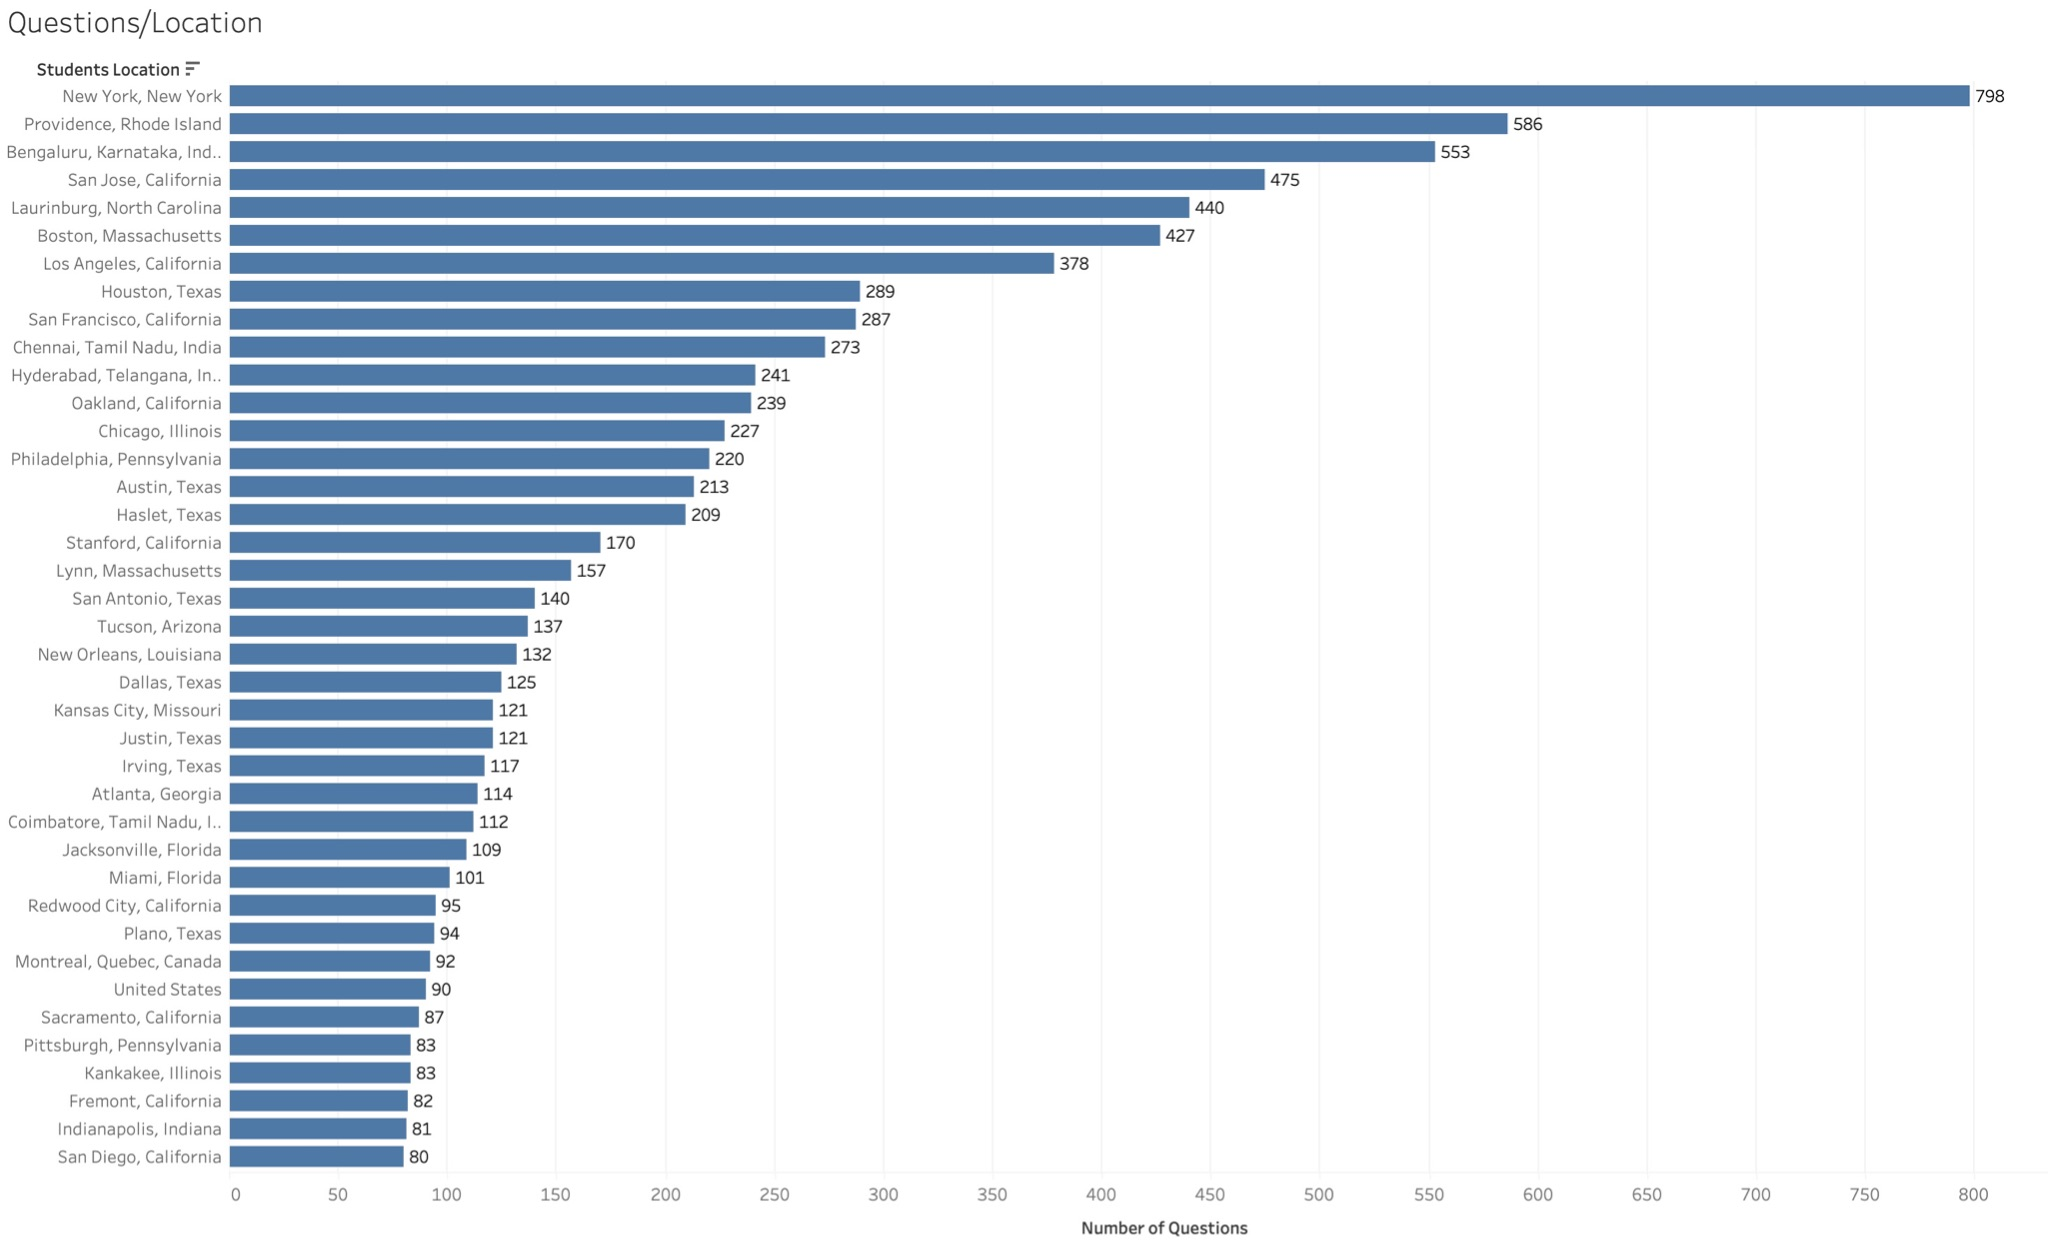 Questions/Location
Students Location
New York, New York 798
Providence, Rhode Island 586
Bengaluru, Karnataka, Ind.. 553
San Jose, California 475
Laurinburg, North Carolina 440
Boston, Massachusetts 427
Los Angeles, California 378
Houston, Texas 289
San Francisco, California 287
Chennai, Tamil Nadu, India 273
Hyderabad, Telangana, In.. 241
Oakland, California 239
Chicago, Illinois 227
Philadelphia, Pennsylvania 220
Austin, Texas 213
Haslet, Texas 209
Stanford, California 170
Lynn, Massachusetts 157
San Antonio, Texas 140
Tucson, Arizona 137
New Orleans, Louisiana 132
Dallas, Texas 125
Kansas City, Missouri 121
Justin, Texas 121
Irving, Texas 117
Atlanta, Georgia 114
Coimbatore, Tamil Nadu, I.. 112
Jacksonville, Florida 109
Miami, Florida 101
Redwood City, California 95
Plano, Texas 94
Montreal, Quebec, Canada 92
United States 90
Sacramento, California 87
Pittsburgh, Pennsylvania 83
Kankakee, Illinois 83
Fremont, California 82
Indianapolis, Indiana 81
San Diego, California 80
0 50 100 150 200 250 300 350 400 450 500 550 600 650 700 750 800
Number of Questions